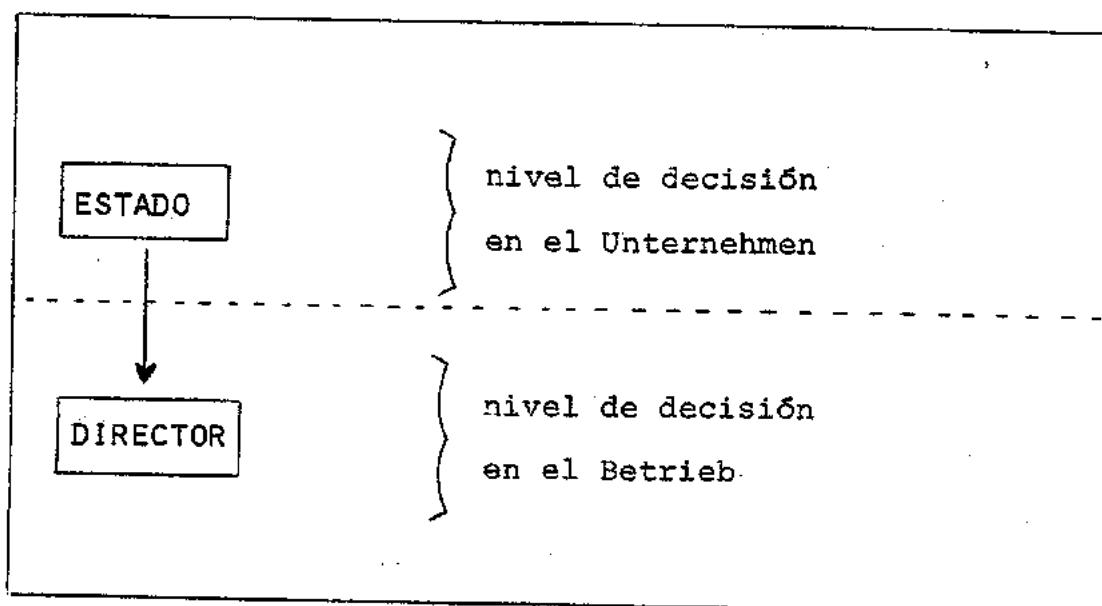 ESTADO
nivel de decisión
en el Unternehmen
DIRECTOR
nivel de decisión
en el Betrieb